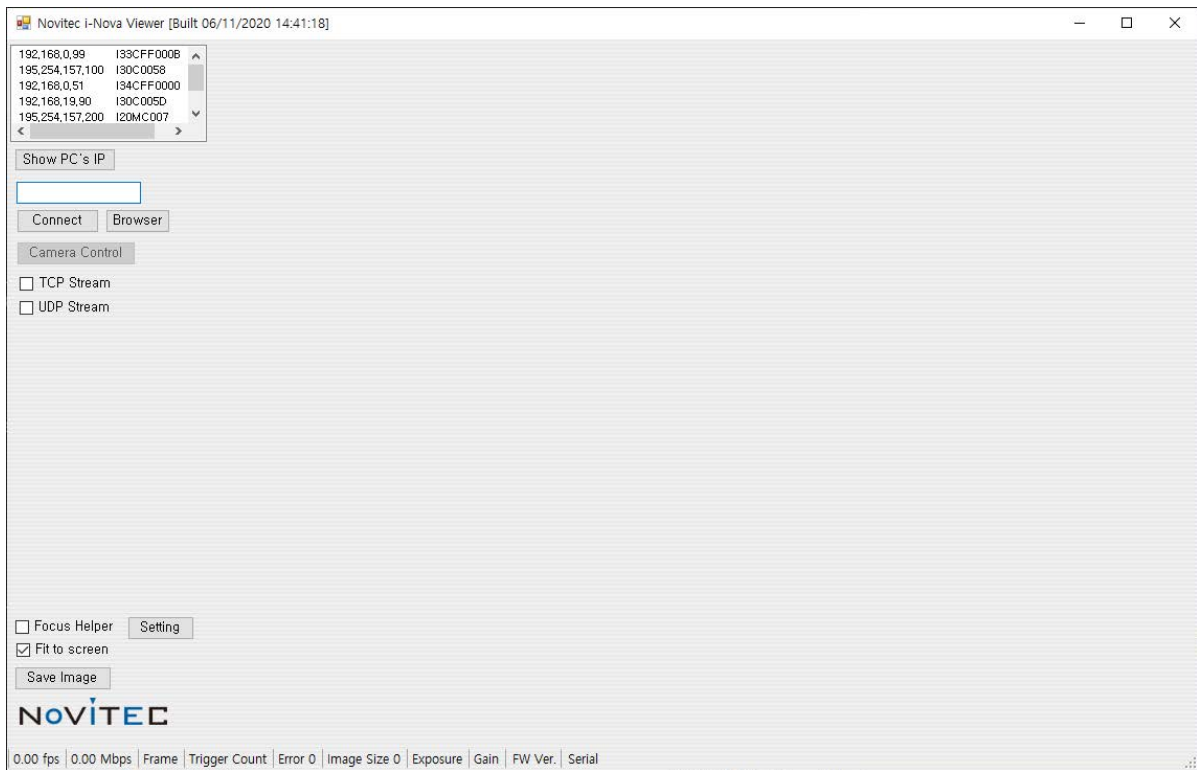 Novitec i-Nova Viewer [Built 06/11/2020 14:41:18]
192,168,0,99 I33CFF000B
195,254,157,100 I30C0058
192,168,0,51 I34CFF0000
192,168,19,90 I30C005D
195,254,157,200 I20MC007
Show PC's IP
Connect Browser
Camera Control
TCP Stream
UDP Stream
Focus Helper Setting
Fit to screen
Save Image
NOVITEC
0.00 fps 0.00 Mbps Frame Trigger Count Error 0 Image Size 0 Exposure Gain FW Ver. Serial